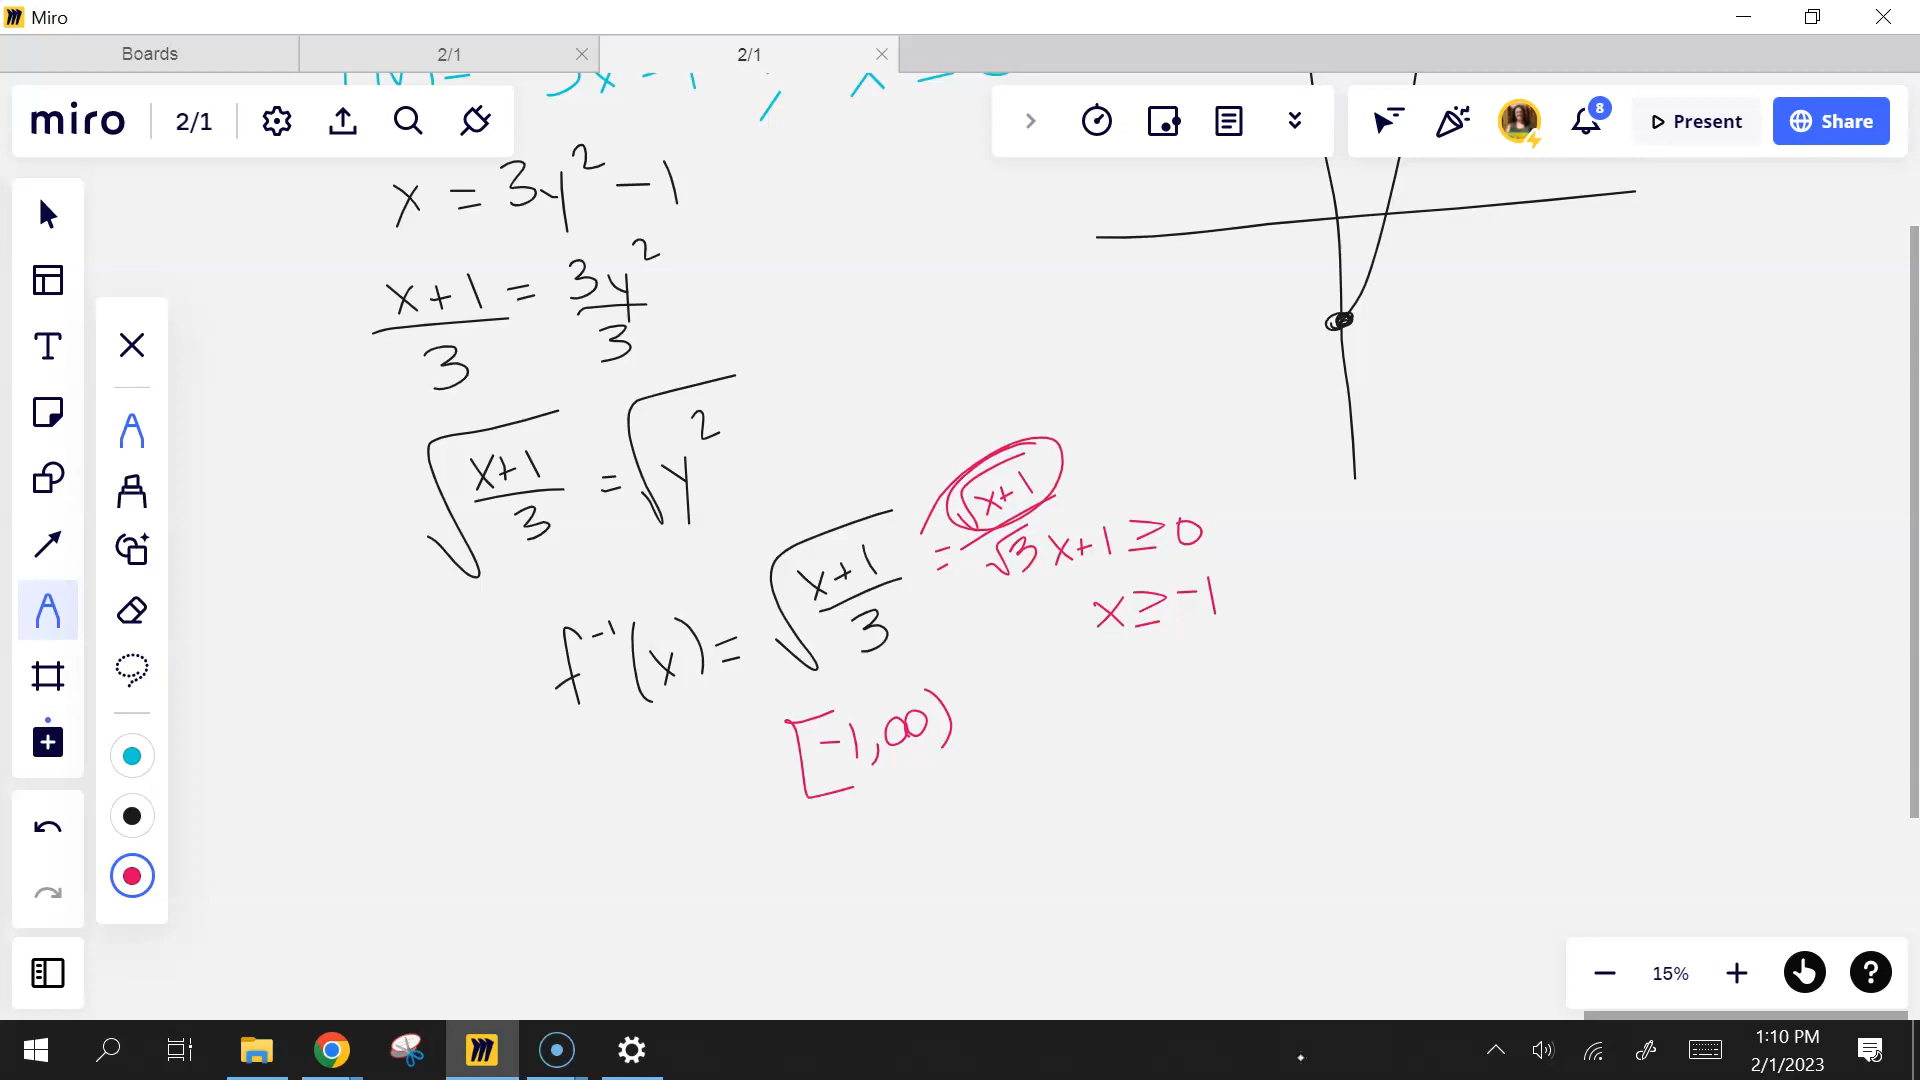 Miro
Boards 2/1 2/1
miro 2/1
8
Present
Share
x = 3y² - 1
x+1/3 = 3y²/3
√(x+1/3) = √y²
f⁻¹(x) = √(x+1/3) = √x+1/√3
x+1 ≥ 0
x ≥ -1
[-1, ∞)
15%
?
1:10 PM
2/1/2023